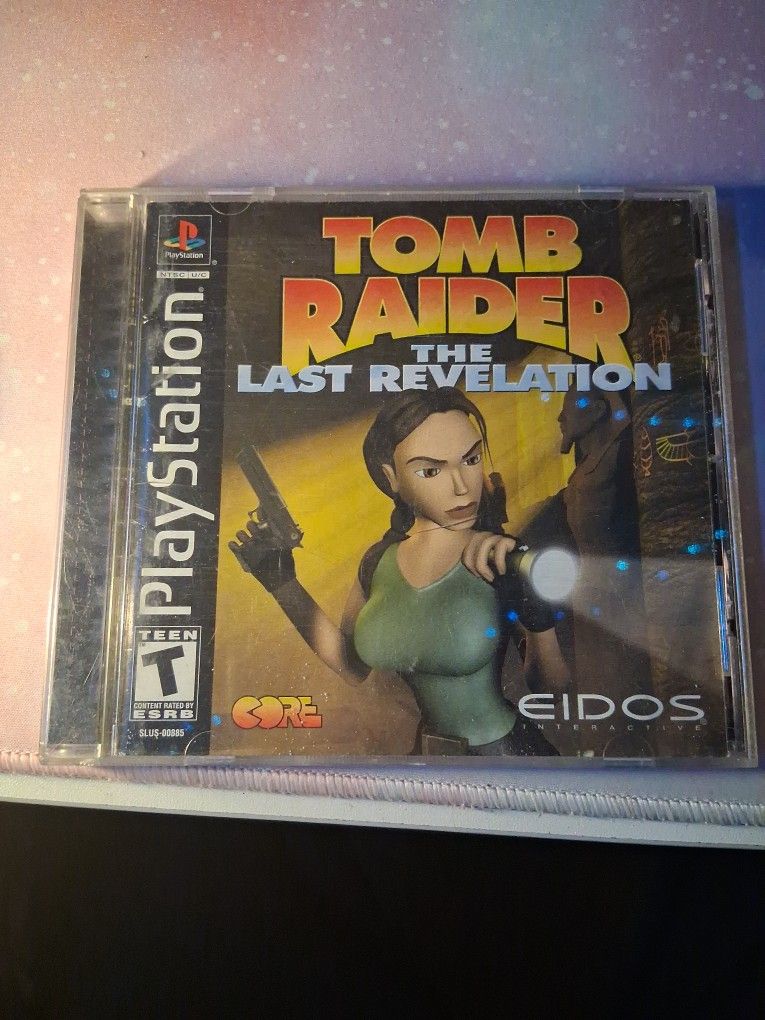 PlayStation
NTSC U/C
PlayStation
TOMB
RAIDER
THE
LAST REVELATION
TEEN
T
CONTENT RATED BY
ESRB
SLUS-00885
CORE
EIDOS
INTERACTIVE